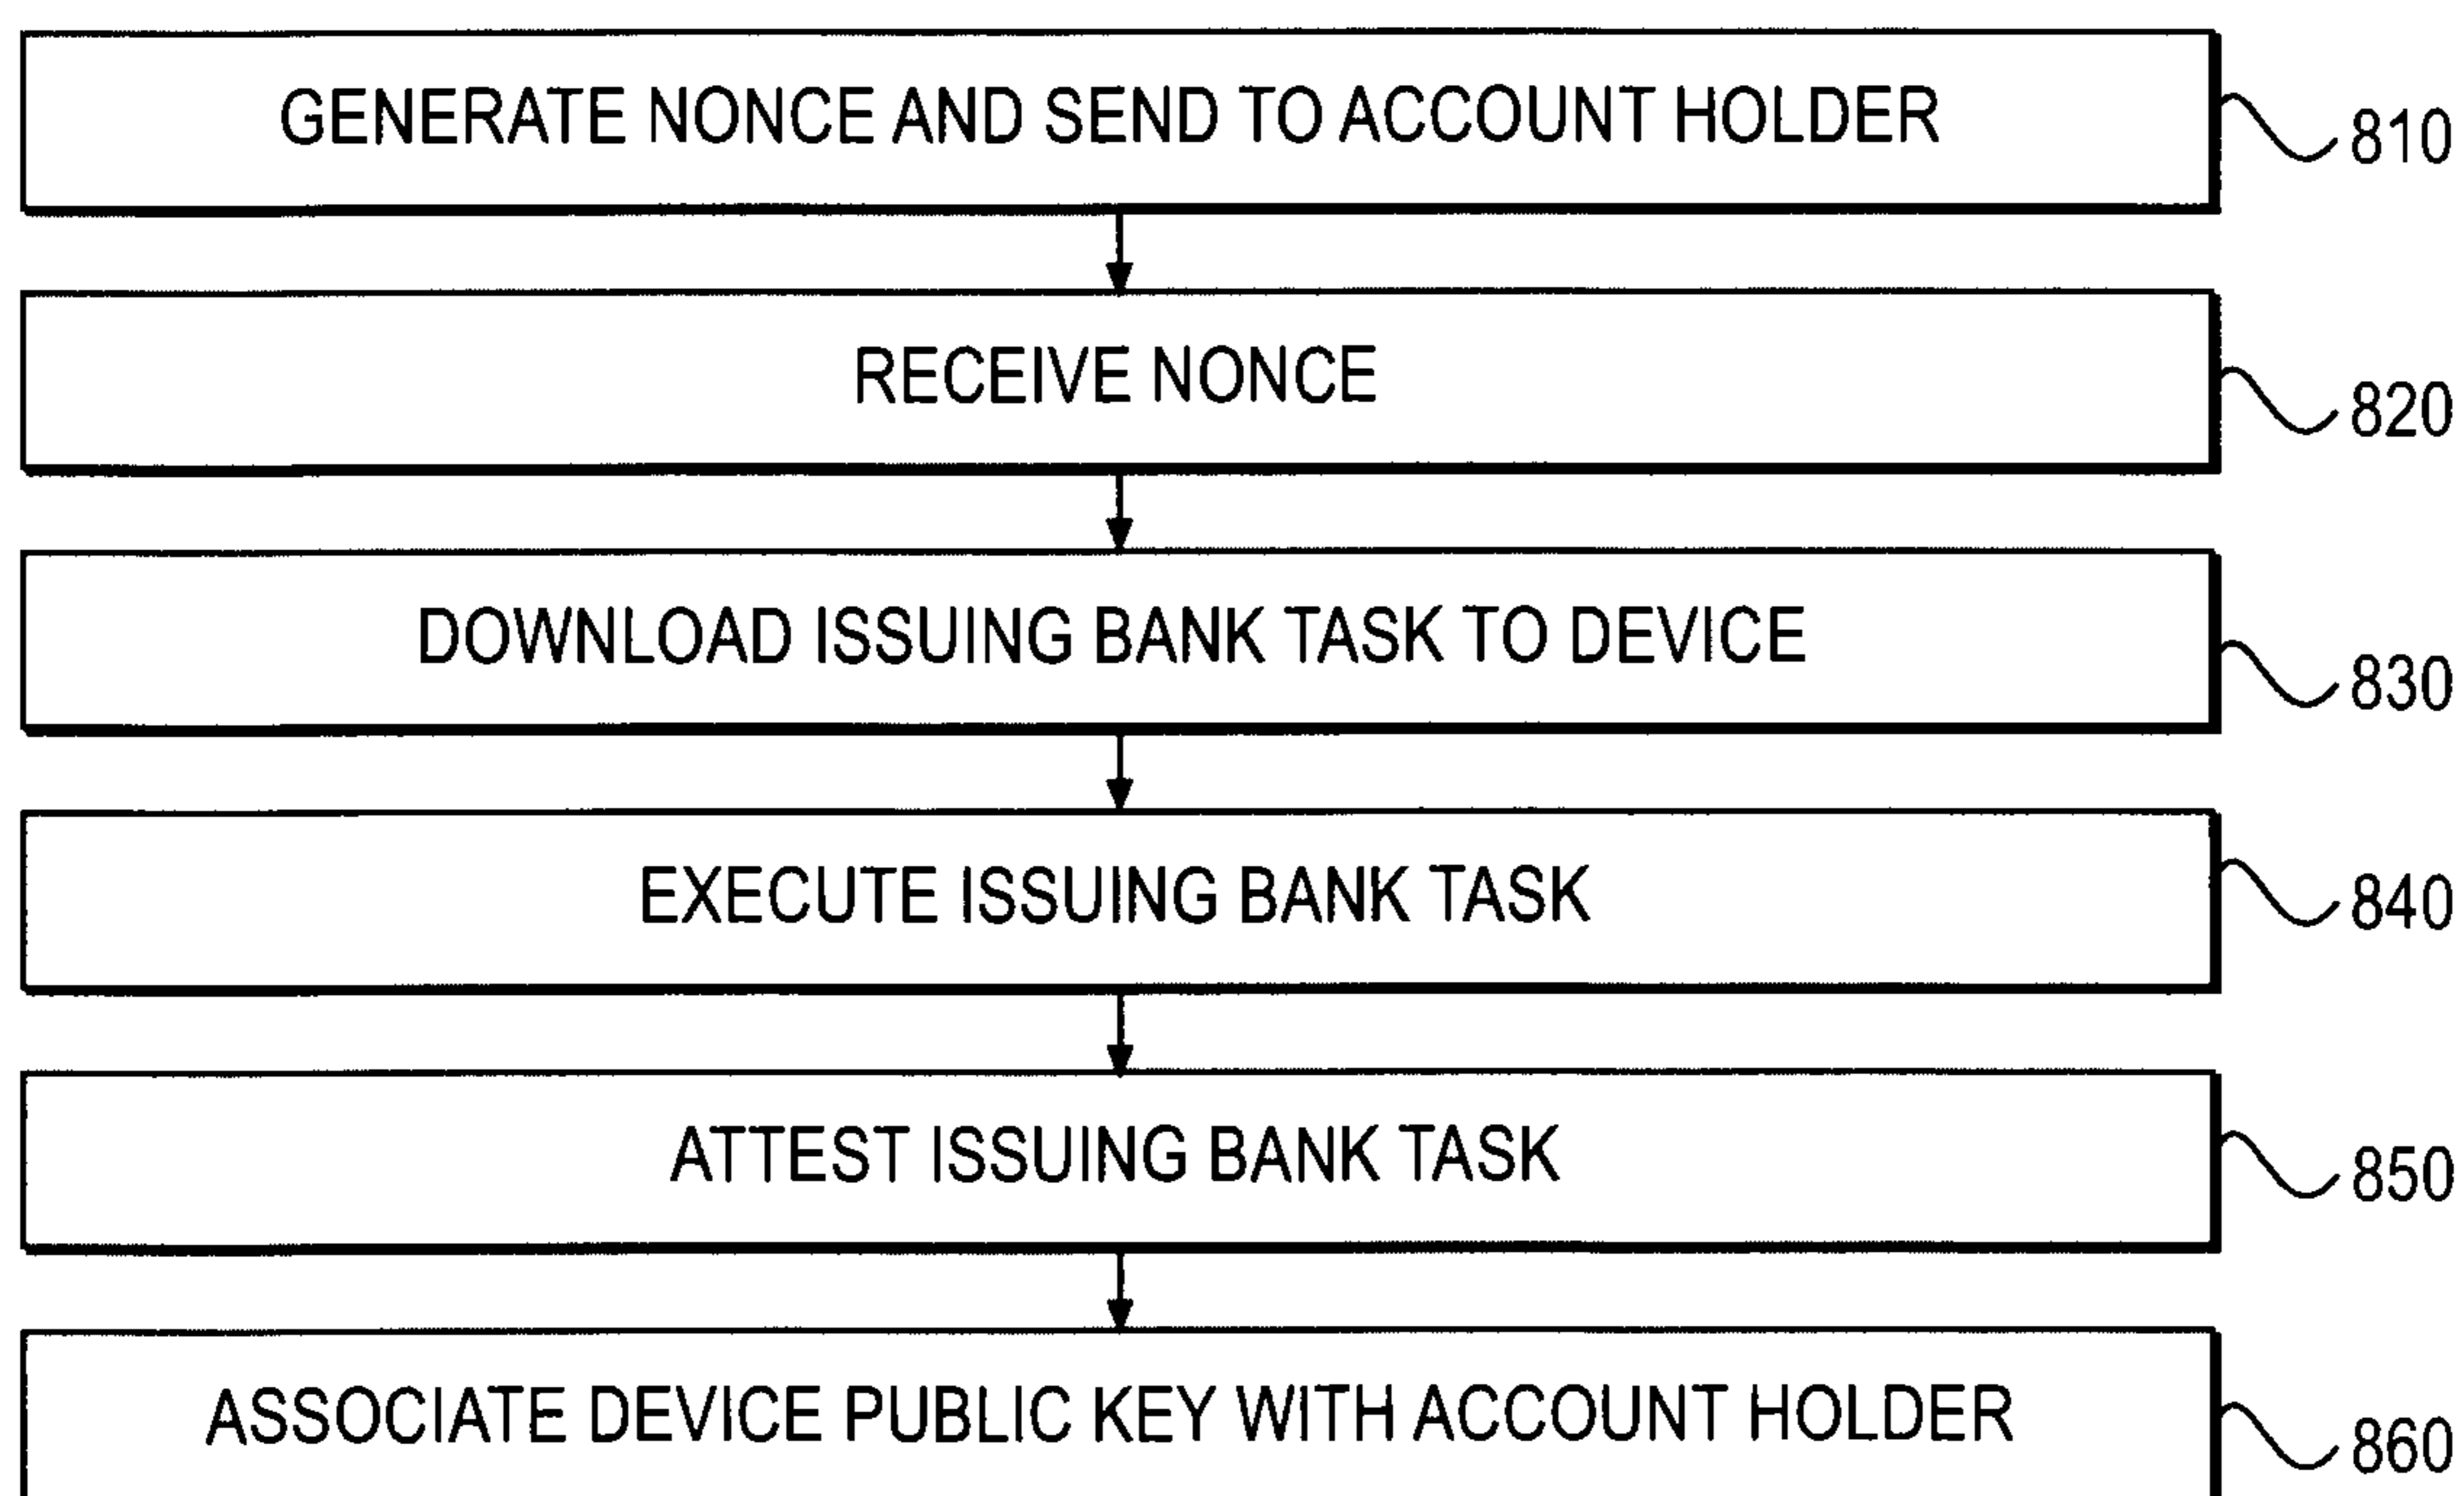 GENERATE NONCE AND SEND TO ACCOUNT HOLDER 810
RECEIVE NONCE 820
DOWNLOAD ISSUING BANK TASK TO DEVICE 830
EXECUTE ISSUING BANK TASK 840
ATTEST ISSUING BANK TASK 850
ASSOCIATE DEVICE PUBLIC KEY WITH ACCOUNT HOLDER 860